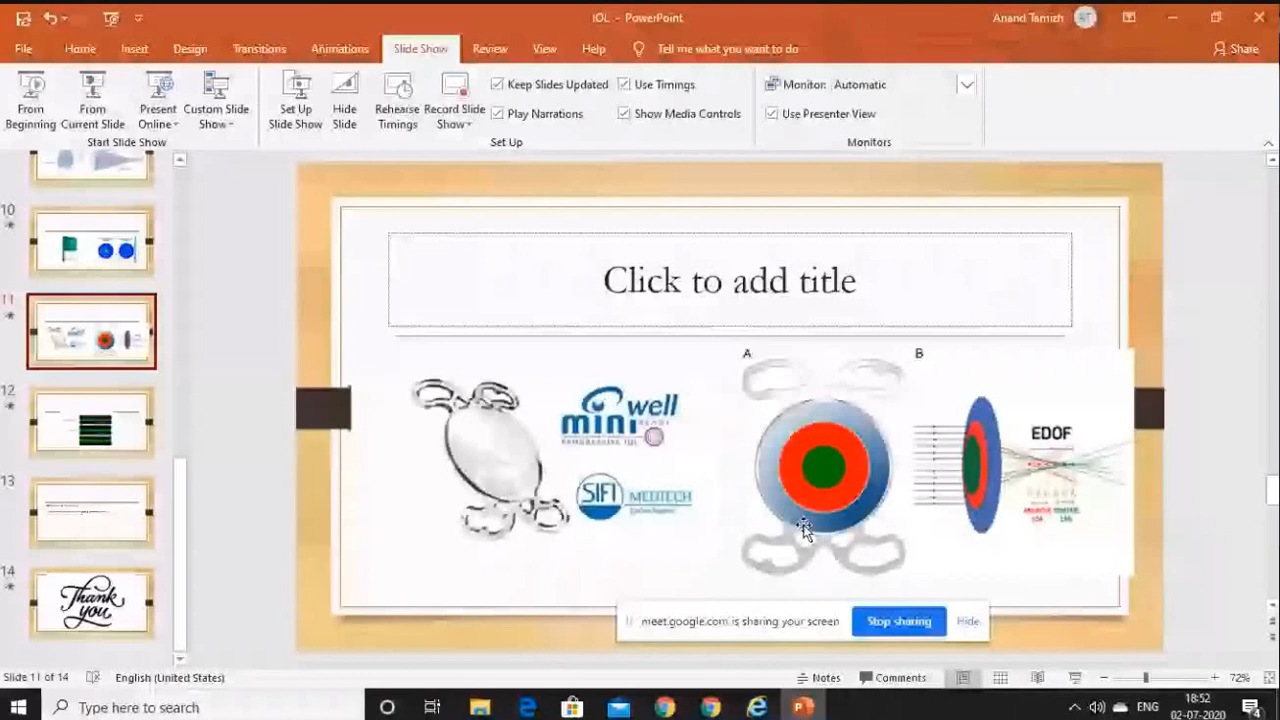 IOL - PowerPoint
Anand Tamizh
AT
File
Home
Insert
Design
Transitions
Animations
Slide Show
Review
View
Help
Tell me what you want to do
Share
From Beginning
From Current Slide
Present Online
Custom Slide Show
Set Up Slide Show
Hide Slide
Rehearse Timings
Record Slide Show
Keep Slides Updated
Play Narrations
Use Timings
Show Media Controls
Monitor: Automatic
Use Presenter View
Start Slide Show
Set Up
Monitors
10
11
12
13
14
Thank you
Click to add title
mini well
READY
SIFI MEDTECH
A
B
EDOF
meet.google.com is sharing your screen
Stop sharing
Hide
Slide 11 of 14
English (United States)
Notes
Comments
72%
Type here to search
ENG
18:52
02-07-2020
4